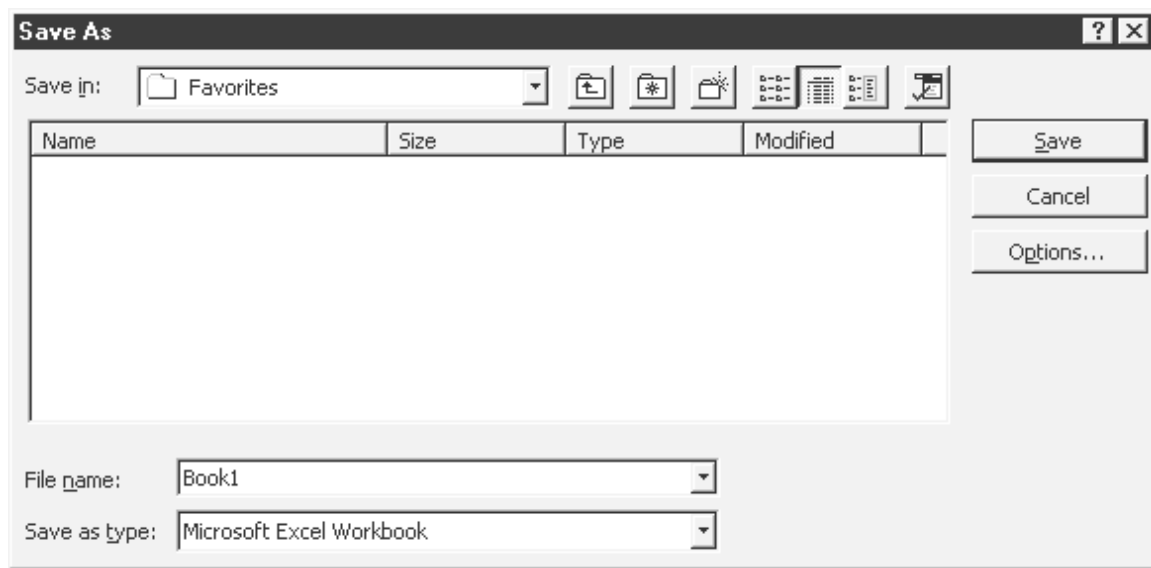 Save As
Save in: Favorites
Name Size Type Modified
Save
Cancel
Options...
File name: Book1
Save as type: Microsoft Excel Workbook